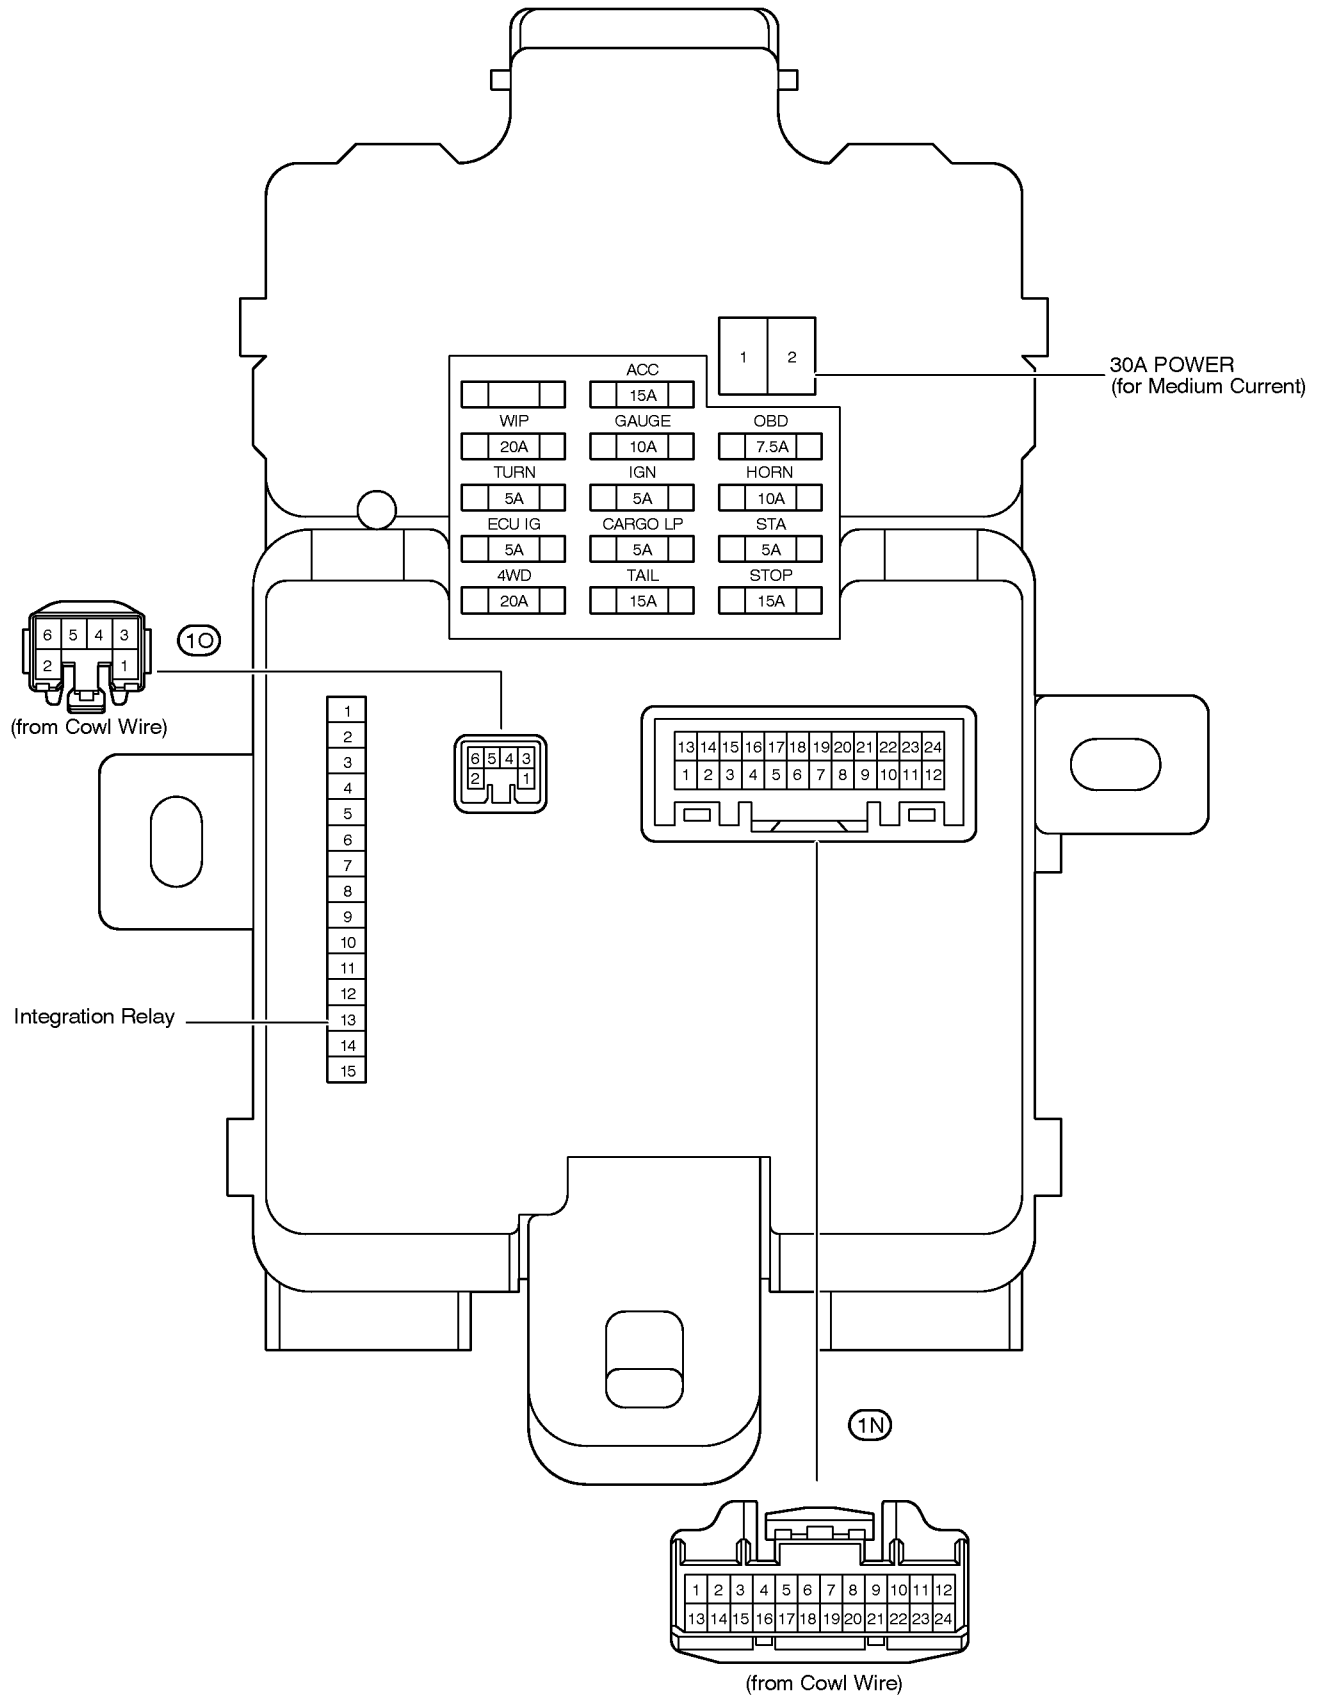 1 2
30A POWER
(for Medium Current)
ACC
15A
WIP GAUGE OBD
20A 10A 7.5A
TURN IGN HORN
5A 5A 10A
ECU IG CARGO LP STA
5A 5A 5A
4WD TAIL STOP
20A 15A 15A
1O
6 5 4 3
2 1
(from Cowl Wire)
6 5 4 3
2 1
13 14 15 16 17 18 19 20 21 22 23 24
1 2 3 4 5 6 7 8 9 10 11 12
1
2
3
4
5
6
7
8
9
10
11
12
Integration Relay
13
14
15
1N
1 2 3 4 5 6 7 8 9 10 11 12
13 14 15 16 17 18 19 20 21 22 23 24
(from Cowl Wire)